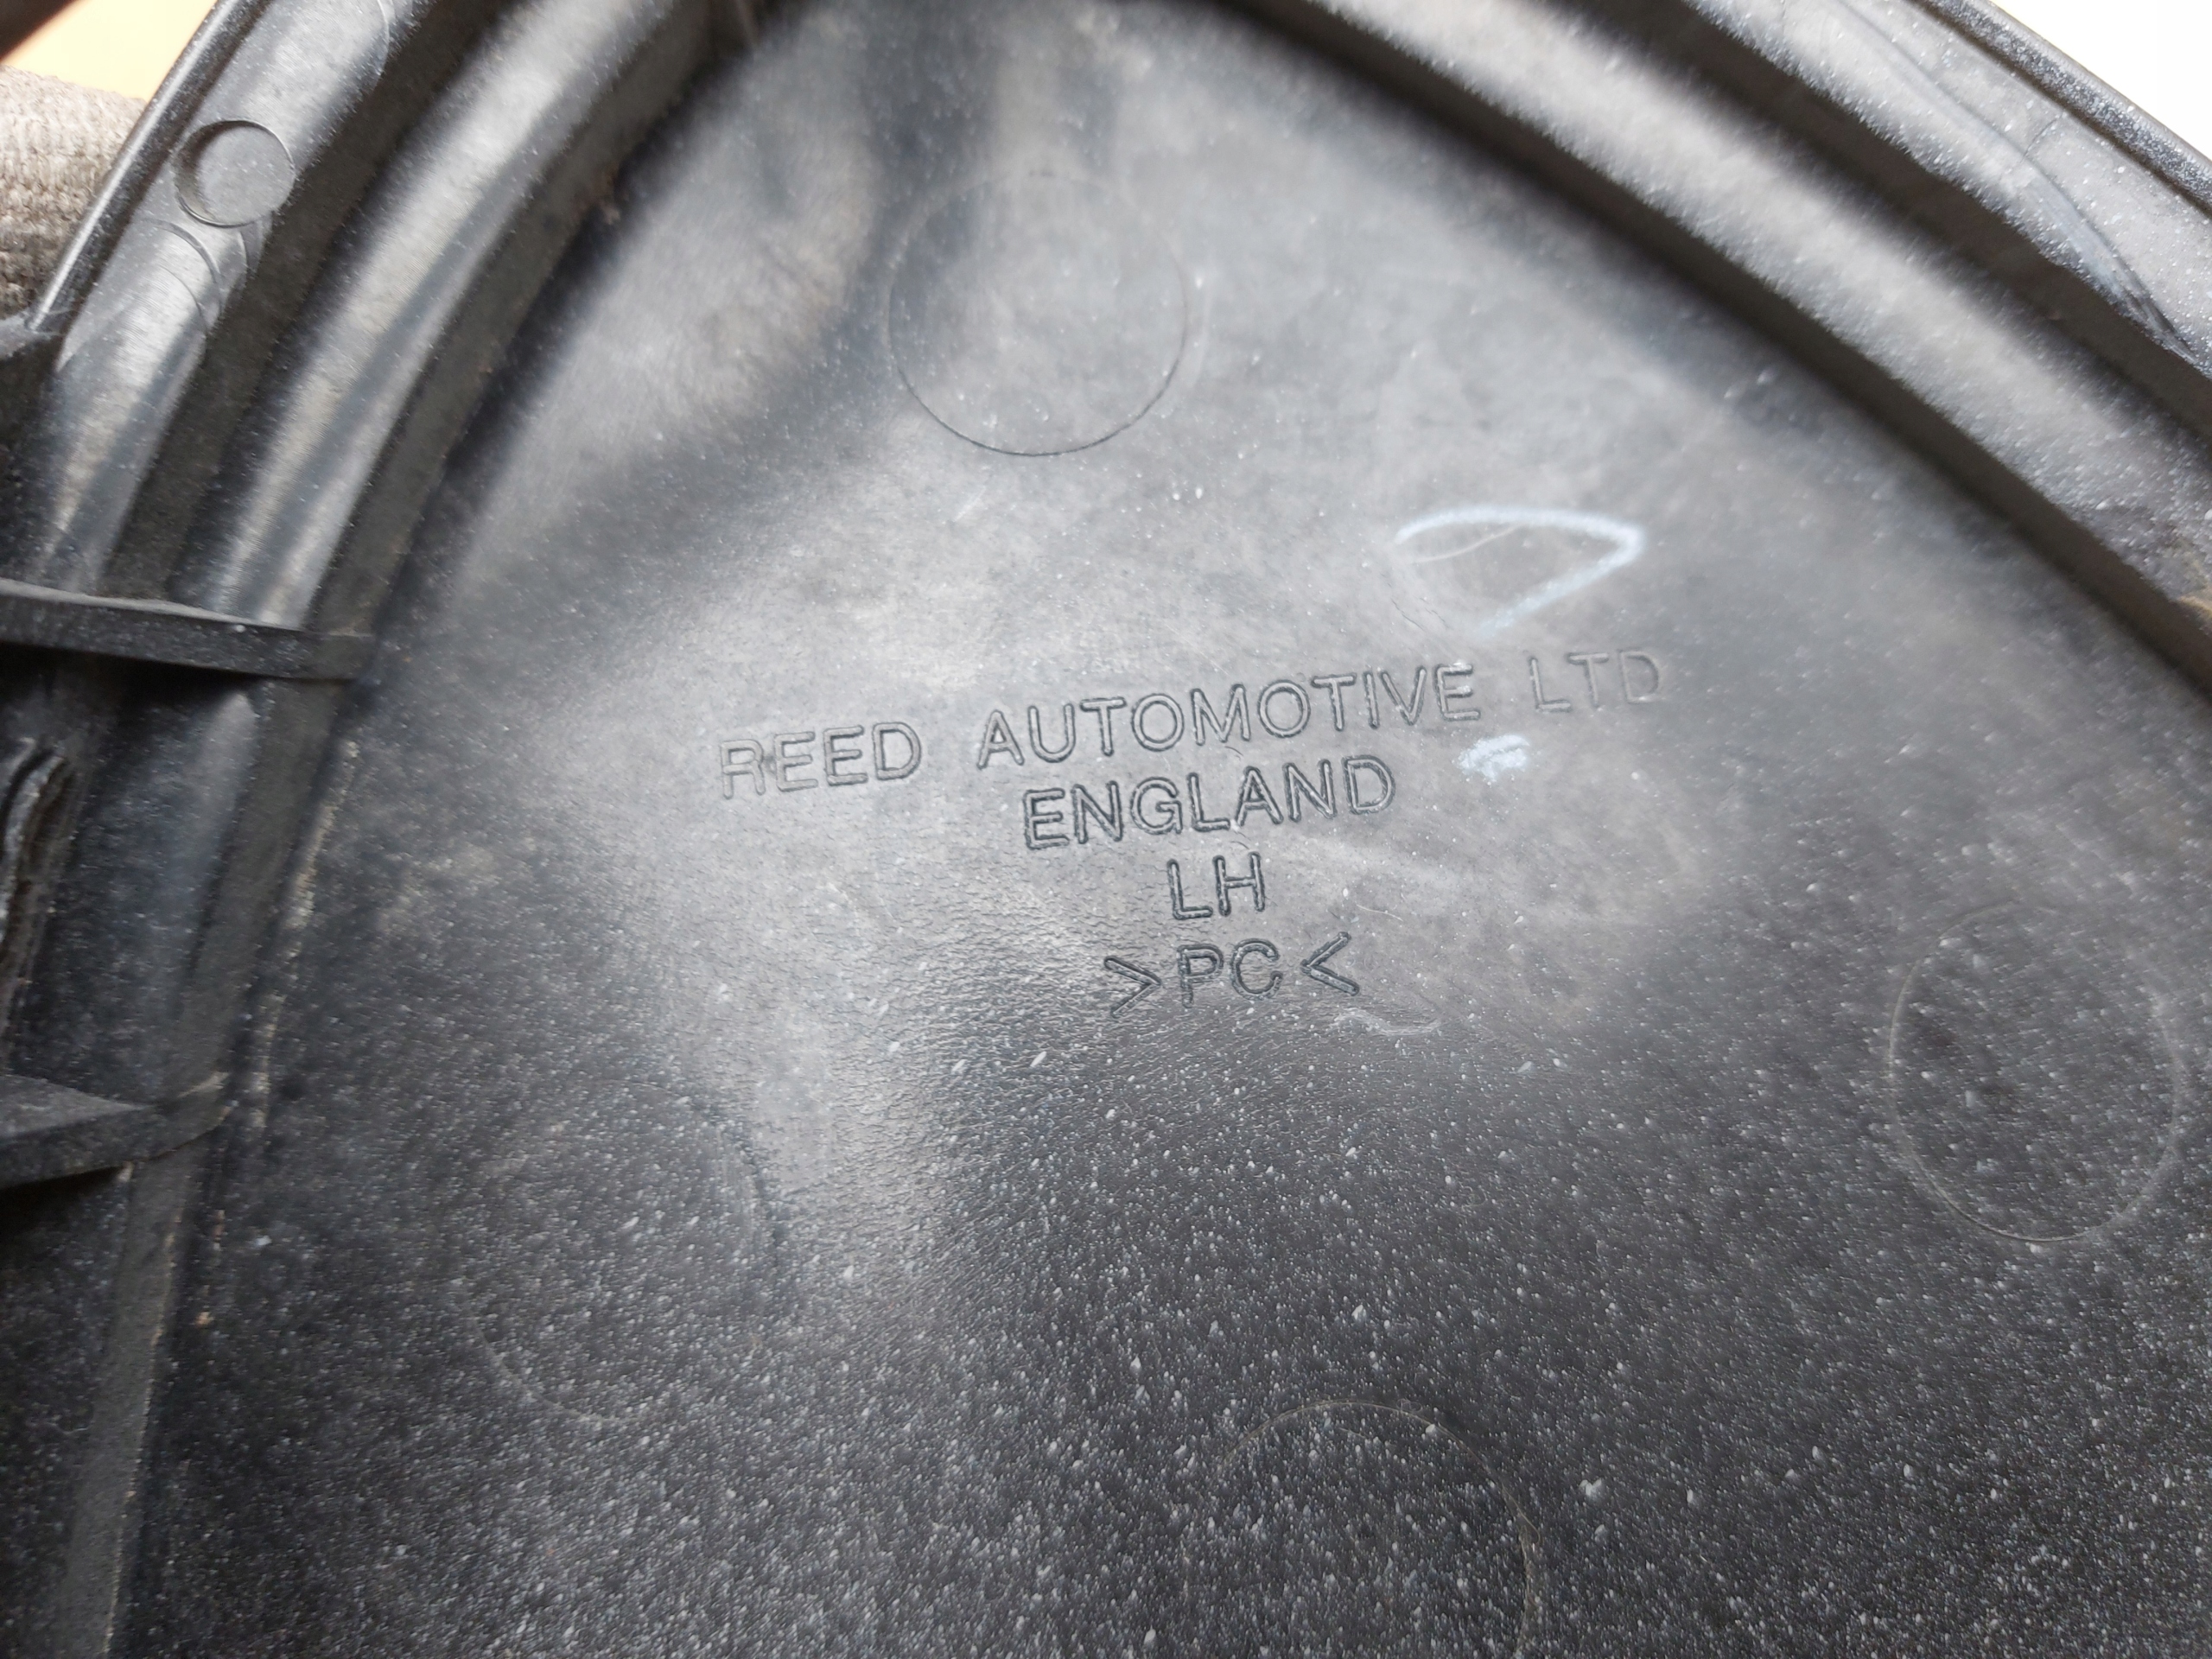 REED AUTOMOTIVE LTD
ENGLAND
LH
>PC<